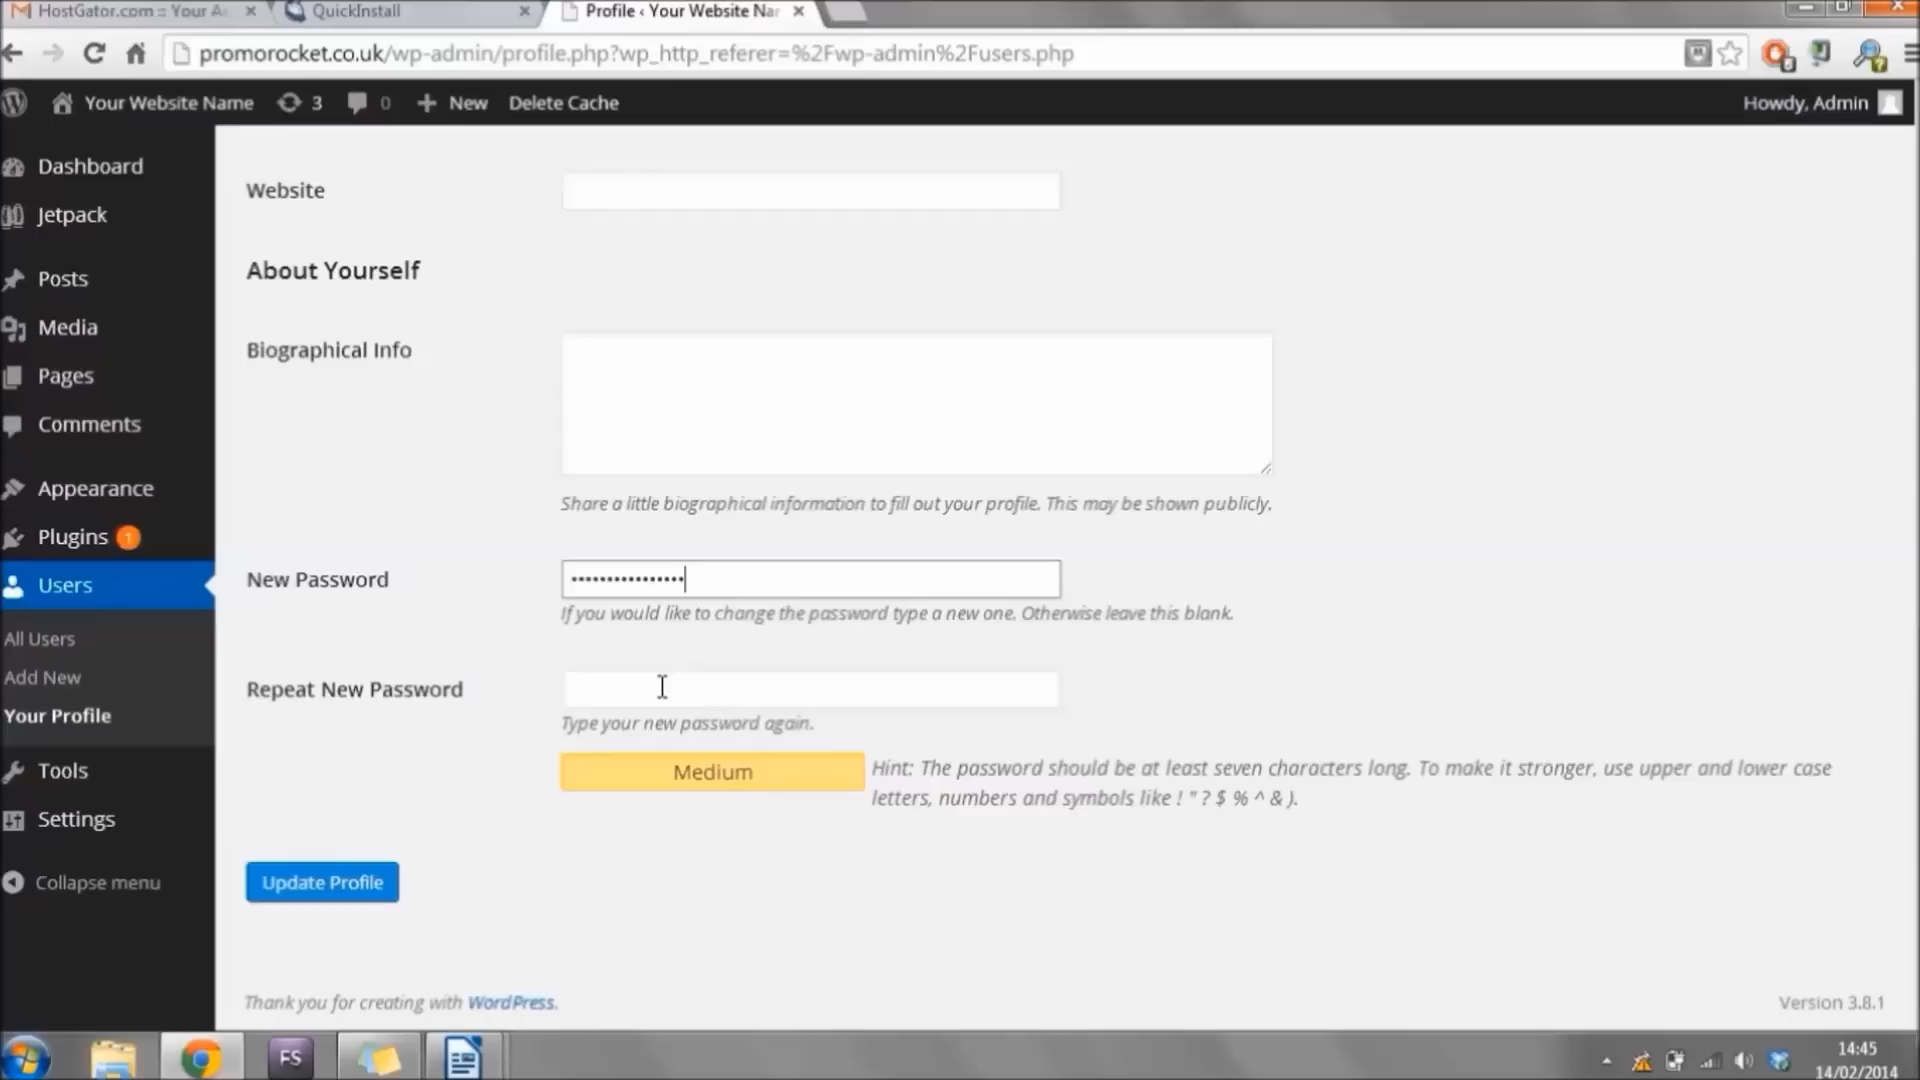 HostGator.com :: Your A
QuickInstall
Profile ‹ Your Website Nar
promorocket.co.uk/wp-admin/profile.php?wp_http_referer=%2Fwp-admin%2Fusers.php
Your Website Name
3
0
New
Delete Cache
Howdy, Admin
Dashboard
Jetpack
Posts
Media
Pages
Comments
Appearance
Plugins 1
Users
All Users
Add New
Your Profile
Tools
Settings
Collapse menu
Website
About Yourself
Biographical Info
Share a little biographical information to fill out your profile. This may be shown publicly.
New Password
••••••••••••••••
If you would like to change the password type a new one. Otherwise leave this blank.
Repeat New Password
Type your new password again.
Medium
Hint: The password should be at least seven characters long. To make it stronger, use upper and lower case
letters, numbers and symbols like ! " ? $ % ^ & ).
Update Profile
Thank you for creating with WordPress.
Version 3.8.1
FS
14:45
14/02/2014